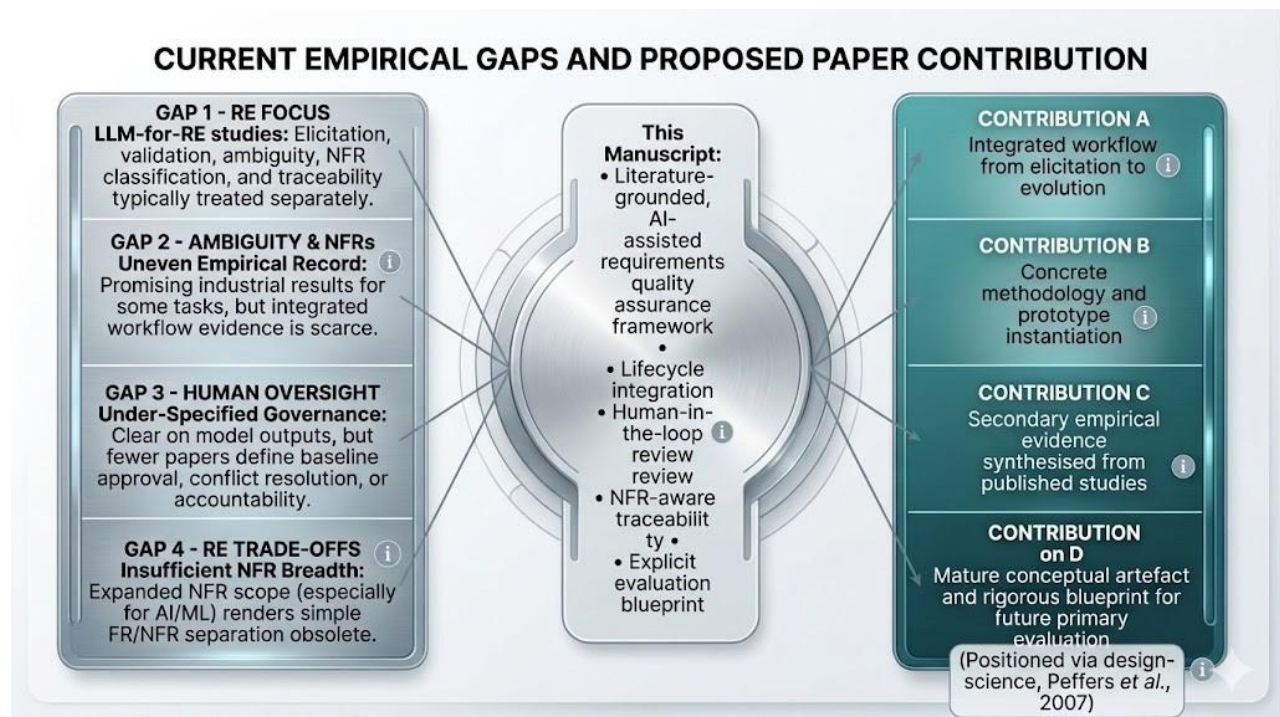 CURRENT EMPIRICAL GAPS AND PROPOSED PAPER CONTRIBUTION
GAP 1 - RE FOCUS
LLM-for-RE studies: Elicitation,
validation, ambiguity, NFR
classification, and traceability
typically treated separately.
GAP 2 - AMBIGUITY & NFRs
Uneven Empirical Record:
Promising industrial results for
some tasks, but integrated
workflow evidence is scarce.
GAP 3 - HUMAN OVERSIGHT
Under-Specified Governance:
Clear on model outputs, but
fewer papers define baseline
approval, conflict resolution, or
accountability.
GAP 4 - RE TRADE-OFFS
Insufficient NFR Breadth:
Expanded NFR scope (especially
for AI/ML) renders simple
FR/NFR separation obsolete.
This
Manuscript:
• Literature-
grounded,
AI-
assisted
requirements
quality
assurance
framework
•
• Lifecycle
integration
• Human-in-
the-loop
review
review
• NFR-aware
traceabilit
ty •
• Explicit
evaluation
blueprint
CONTRIBUTION A
Integrated workflow
from elicitation to
evolution
CONTRIBUTION B
Concrete
methodology and
prototype
instantiation
CONTRIBUTION C
Secondary empirical
evidence
synthesised from
published studies
CONTRIBUTION
on D
Mature conceptual artefact
and rigorous blueprint for
future primary
evaluation
(Positioned via design-
science, Peffers et al.,
2007)